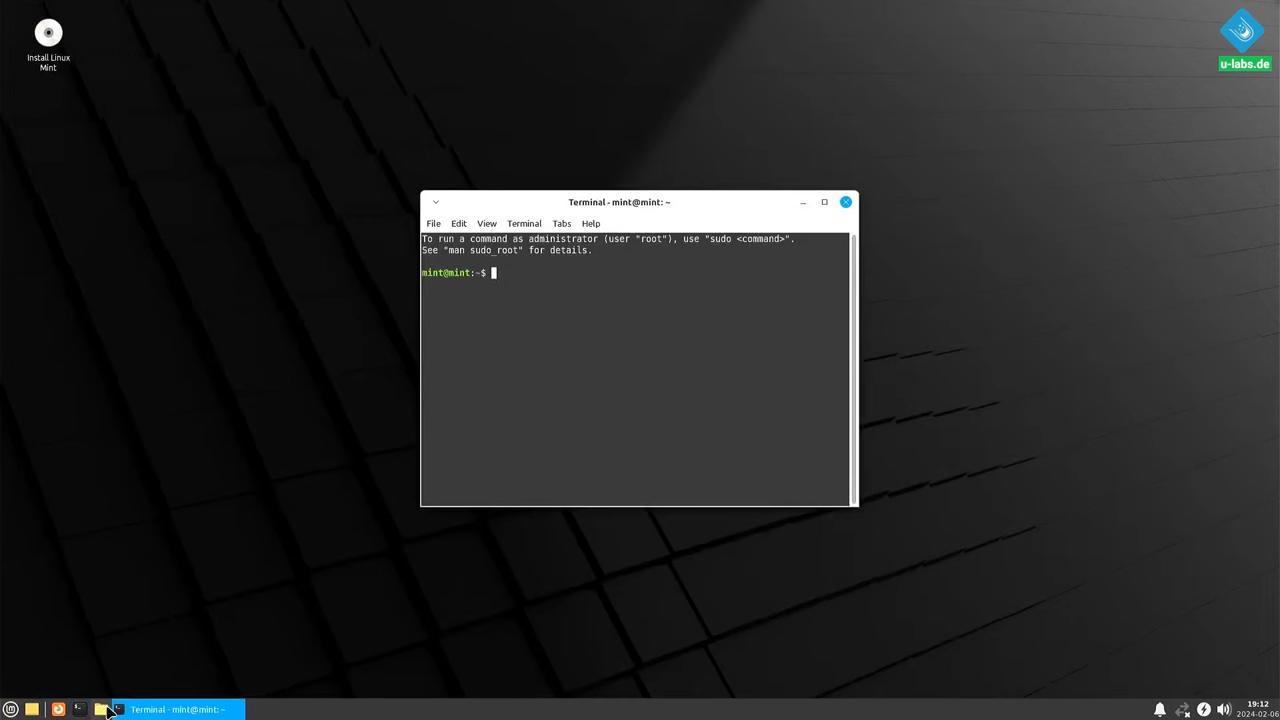 Install Linux
Mint
u-labs.de
Terminal - mint@mint: ~
File Edit View Terminal Tabs Help
To run a command as administrator (user "root"), use "sudo <command>".
See "man sudo_root" for details.
mint@mint:~$
Terminal - mint@mint: ~
19:12
2024-02-06